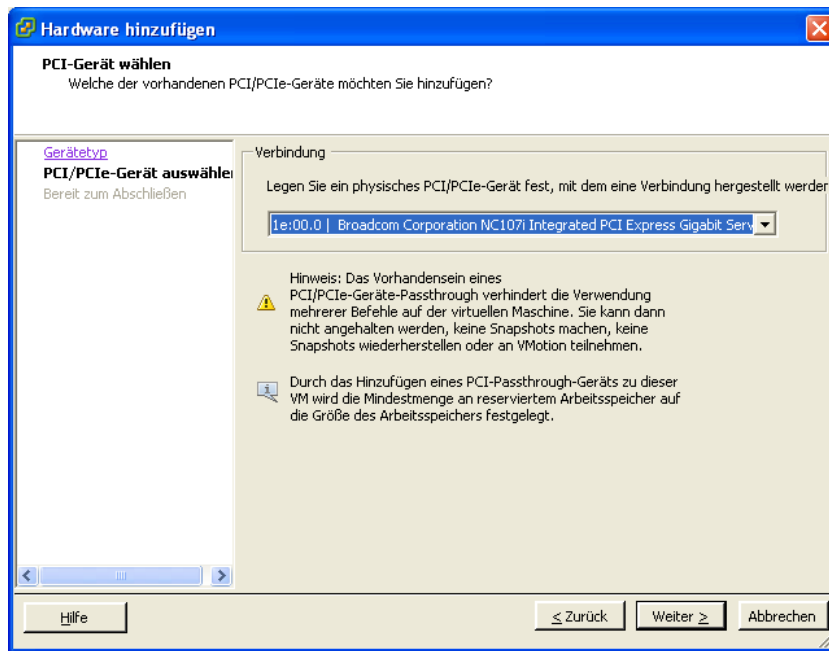 Hardware hinzufügen
PCI-Gerät wählen
Welche der vorhandenen PCI/PCIe-Geräte möchten Sie hinzufügen?
Gerätetyp
PCI/PCIe-Gerät auswähle
Bereit zum Abschließen
Verbindung
Legen Sie ein physisches PCI/PCIe-Gerät fest, mit dem eine Verbindung hergestellt werder
1e:00.0 | Broadcom Corporation NC107i Integrated PCI Express Gigabit Serv
Hinweis: Das Vorhandensein eines
PCI/PCIe-Geräte-Passthrough verhindert die Verwendung
mehrerer Befehle auf der virtuellen Maschine. Sie kann dann
nicht angehalten werden, keine Snapshots machen, keine
Snapshots wiederherstellen oder an VMotion teilnehmen.
Durch das Hinzufügen eines PCI-Passthrough-Geräts zu dieser
VM wird die Mindestmenge an reserviertem Arbeitsspeicher auf
die Größe des Arbeitsspeichers festgelegt.
Hilfe
< Zurück
Weiter >
Abbrechen